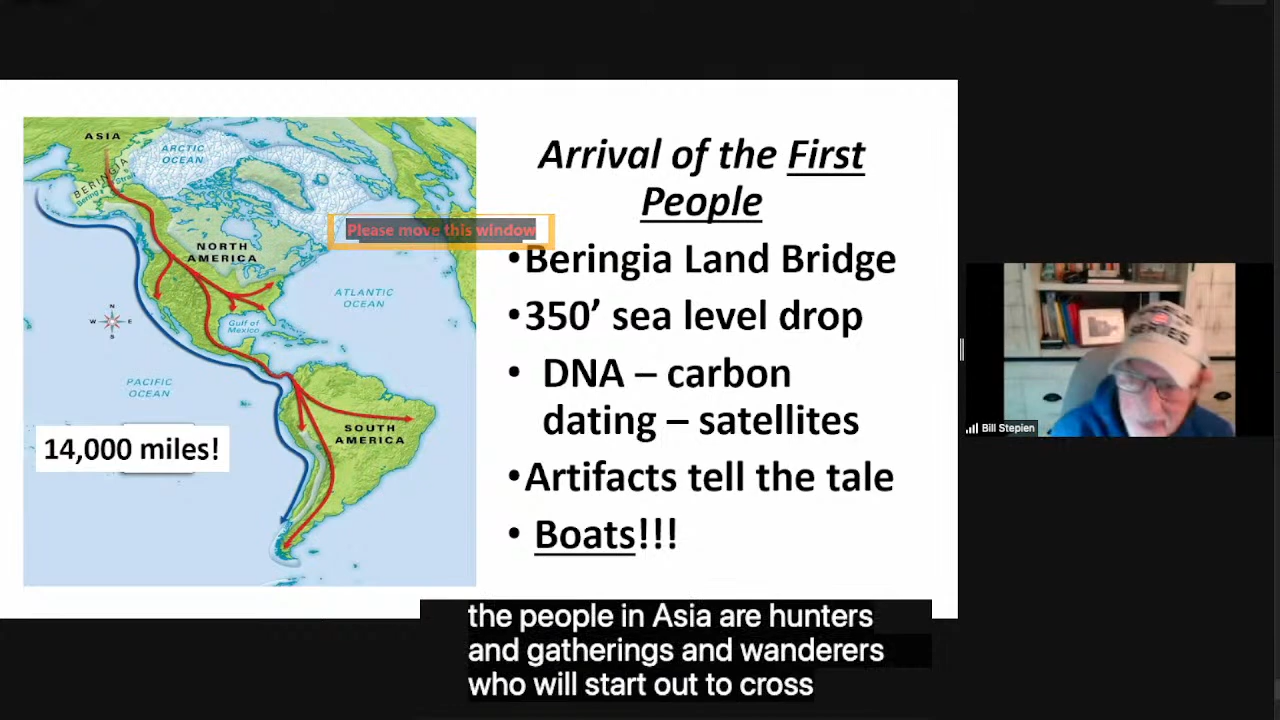 ASIA
ARCTIC
OCEAN
BERINGIA
Bering
NORTH
AMERICA
ATLANTIC
OCEAN
N
W
E
S
Gulf of
Mexico
PACIFIC
OCEAN
SOUTH
AMERICA
14,000 miles!
Please move this window
Arrival of the First
People
•Beringia Land Bridge
•350’ sea level drop
• DNA – carbon
dating – satellites
•Artifacts tell the tale
• Boats!!!
SERIES
Bill Stepien
the people in Asia are hunters
and gatherings and wanderers
who will start out to cross